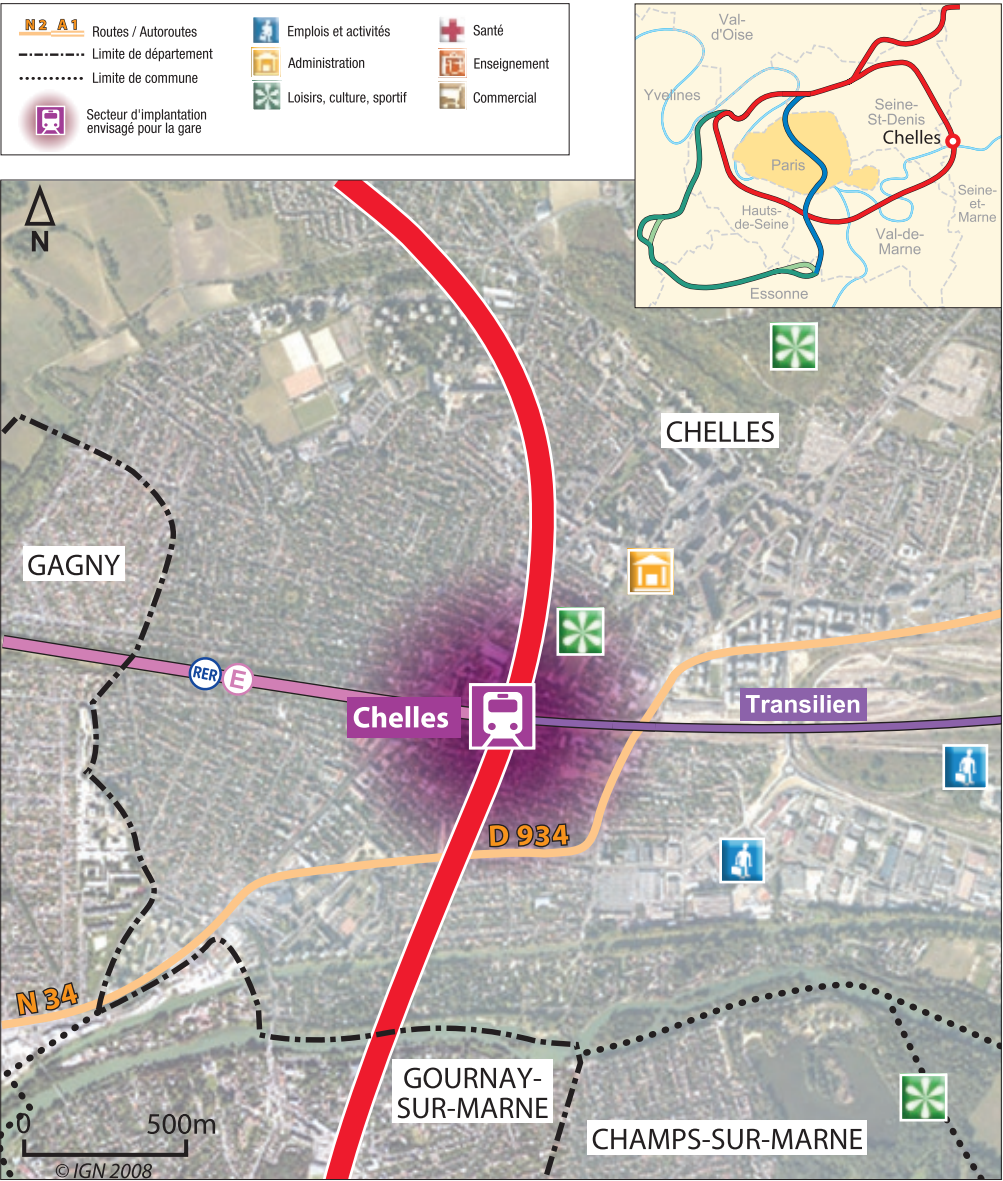 N 2 A 1
Routes / Autoroutes
Limite de département
Limite de commune
Secteur d'implantation
envisagé pour la gare
Emplois et activités
Administration
Loisirs, culture, sportif
Santé
Enseignement
Commercial
Val-
d'Oise
Yvelines
Seine-
St-Denis
Chelles
Paris
Hauts-
de-Seine
Seine-
et-
Marne
Val-de-
Marne
Essonne
N
CHELLES
GAGNY
RER E
Chelles
Transilien
D 934
N 34
GOURNAY-
SUR-MARNE
CHAMPS-SUR-MARNE
0 500m
© IGN 2008